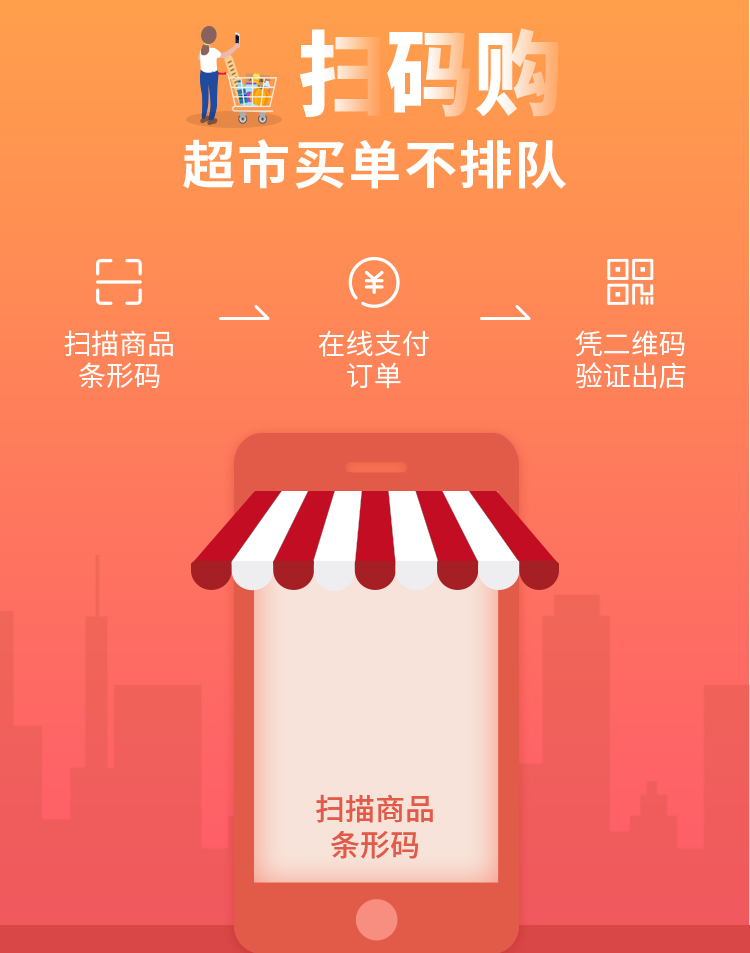 扫码购
超市买单不排队
扫描商品
条形码
在线支付
订单
凭二维码
验证出店
扫描商品
条形码